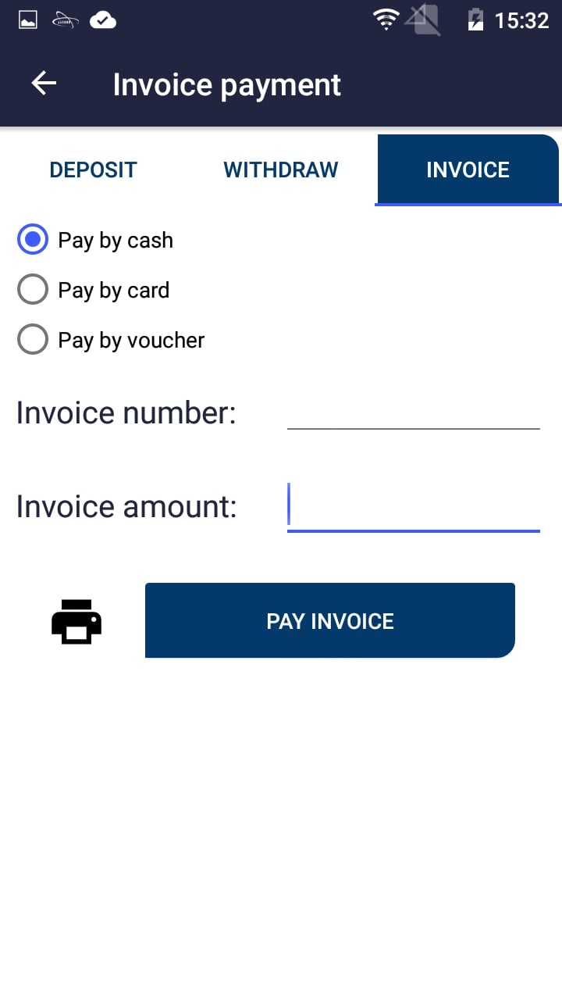 15:32
Invoice payment
DEPOSIT WITHDRAW INVOICE
Pay by cash
Pay by card
Pay by voucher
Invoice number:
Invoice amount:
PAY INVOICE